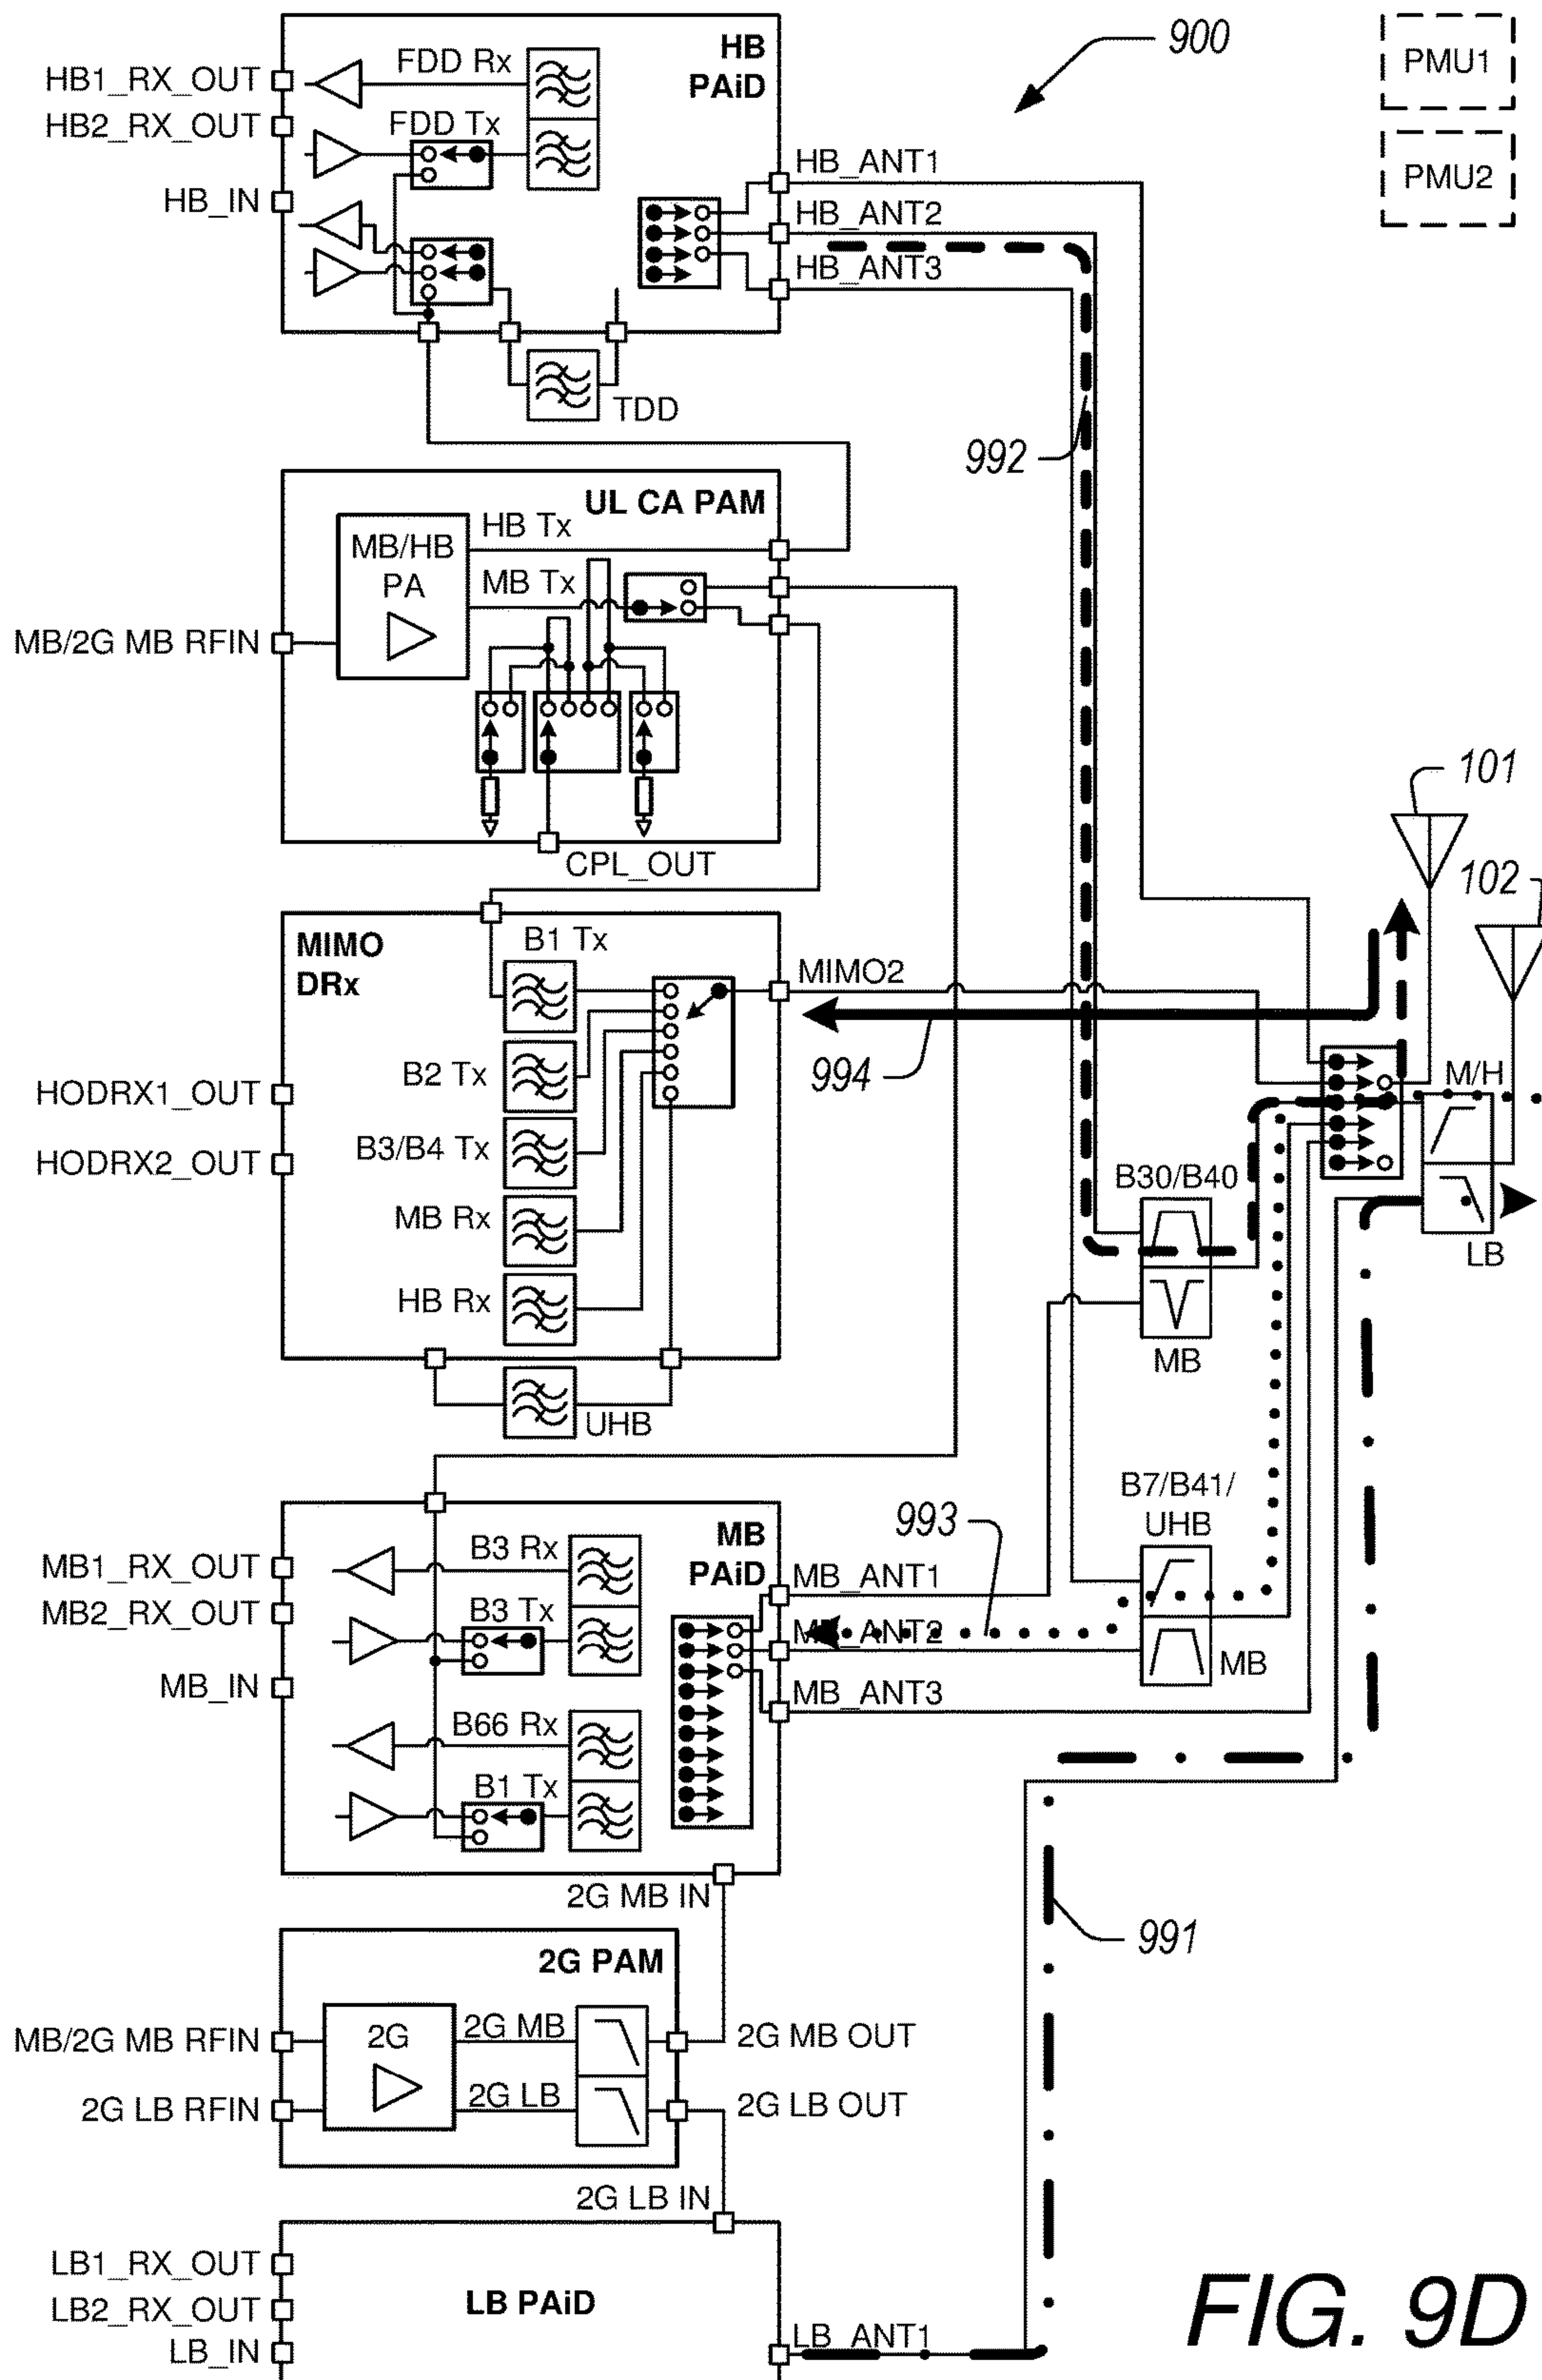 900
PMU1
PMU2
HB
PAiD
HB1_RX_OUT
HB2_RX_OUT
HB_IN
FDD Rx
FDD Tx
HB_ANT1
HB_ANT2
HB_ANT3
TDD
992
UL CA PAM
MB/HB
PA
HB Tx
MB Tx
MB/2G MB RFIN
CPL_OUT
101
102
MIMO
DRx
B1 Tx
MIMO2
994
B2 Tx
HODRX1_OUT
B3/B4 Tx
HODRX2_OUT
MB Rx
HB Rx
UHB
M/H
LB
B30/B40
MB
B7/B41/
UHB
MB
993
MB
PAiD
B3 Rx
MB1_RX_OUT
MB2_RX_OUT
B3 Tx
MB_IN
B66 Rx
B1 Tx
MB_ANT1
MB_ANT2
MB_ANT3
2G MB IN
991
2G PAM
MB/2G MB RFIN
2G LB RFIN
2G
2G MB
2G LB
2G MB OUT
2G LB OUT
2G LB IN
LB1_RX_OUT
LB2_RX_OUT
LB_IN
LB PAiD
LB_ANT1
FIG. 9D